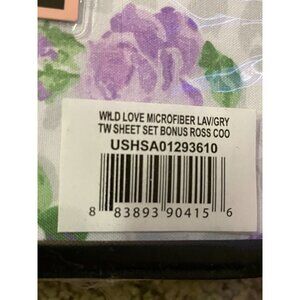 WILD LOVE MICROFIBER LAV/GRY
TW SHEET SET BONUS ROSS COO
USHSA01293610
8 83893 90415 6